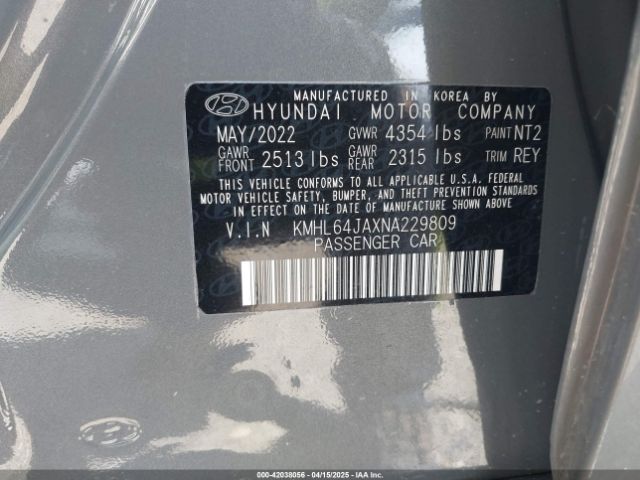 MANUFACTURED IN KOREA BY
HYUNDAI MOTOR COMPANY
MAY/2022 GVWR 4354 lbs PAINT NT2
GAWR FRONT 2513 lbs GAWR REAR 2315 lbs TRIM REY
THIS VEHICLE CONFORMS TO ALL APPLICABLE U.S.A. FEDERAL
MOTOR VEHICLE SAFETY, BUMPER, AND THEFT PREVENTION STANDARDS
IN EFFECT ON THE DATE OF MANUFACTURE SHOWN ABOVE.
V.I.N KMHL64JAXNA229809
PASSENGER CAR
000-42038056 - 04/15/2025 - IAAI.COM